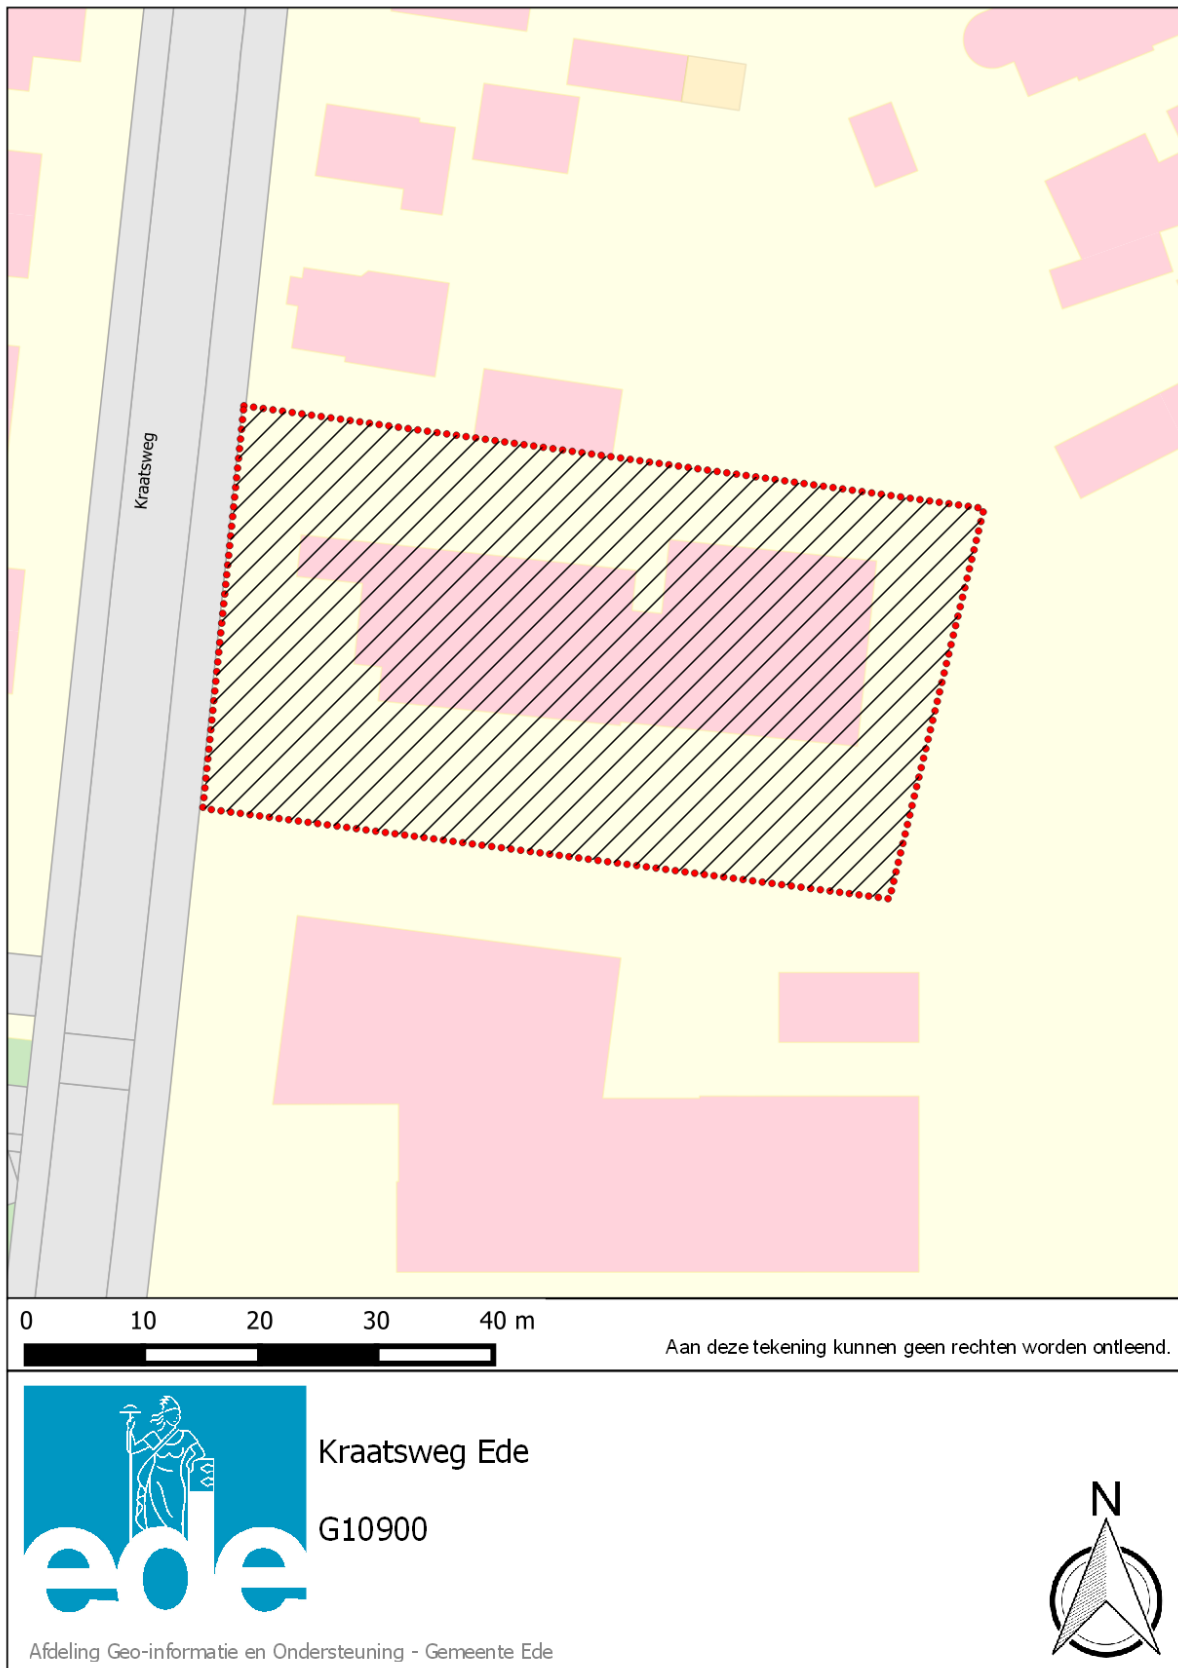 Kraatsweg
0 10 20 30 40 m
Aan deze tekening kunnen geen rechten worden ontleend.
ede
Kraatsweg Ede
G10900
N
Afdeling Geo-informatie en Ondersteuning - Gemeente Ede